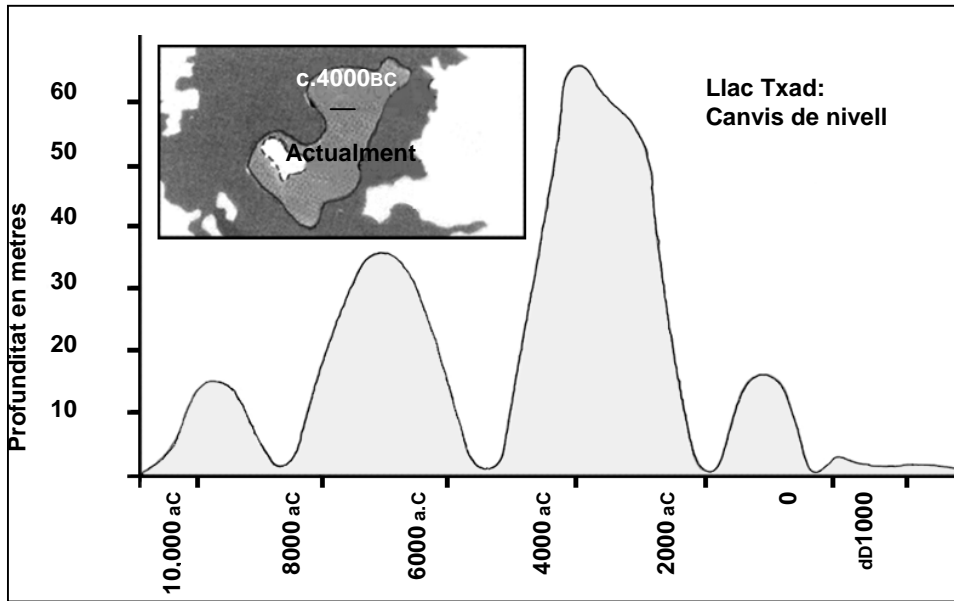 Llac Txad:
Canvis de nivell
c.4000BC
Actualment
Profunditat en metres
60
50
40
30
20
10
10.000 aC
8000 aC
6000 a.C
4000 aC
2000 aC
0
dD1000